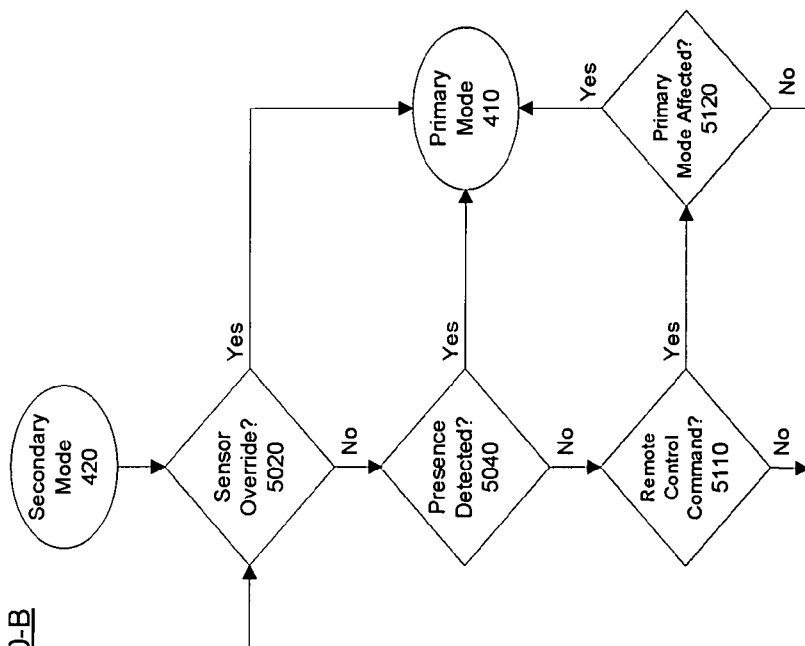 0-B
Secondary
Mode
420
Sensor
Override?
5020
Yes
No
Presence
Detected?
5040
Yes
No
Primary
Mode
410
Remote
Control
Command?
5110
Yes
No
Primary
Mode Affected?
5120
Yes
No